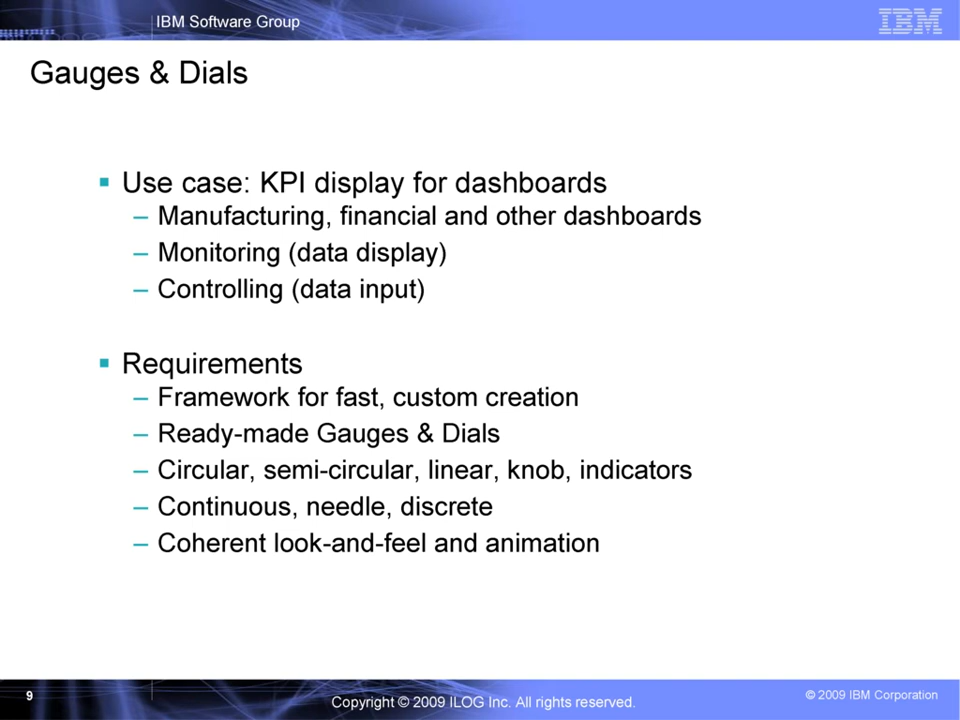 IBM Software Group
IBM
Gauges & Dials
▪ Use case: KPI display for dashboards
– Manufacturing, financial and other dashboards
– Monitoring (data display)
– Controlling (data input)
▪ Requirements
– Framework for fast, custom creation
– Ready-made Gauges & Dials
– Circular, semi-circular, linear, knob, indicators
– Continuous, needle, discrete
– Coherent look-and-feel and animation
9
Copyright © 2009 ILOG Inc. All rights reserved.
© 2009 IBM Corporation